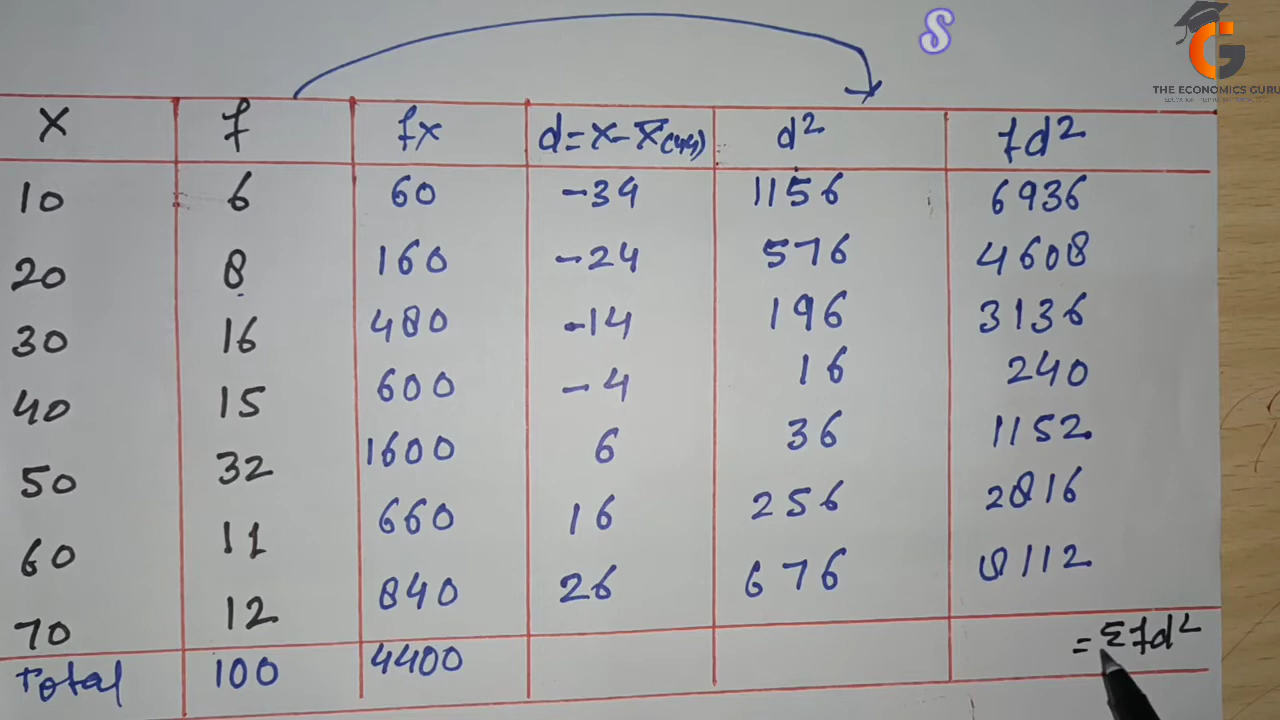 S
THE ECONOMICS GURU
X f fx d=x-x̅(44) d² fd²
10 6 60 -34 1156 6936
20 8 160 -24 576 4608
30 16 480 -14 196 3136
40 15 600 -4 16 240
50 32 1600 6 36 1152
60 11 660 16 256 2816
70 12 840 26 676 8112
Total 100 4400 = Σfd²